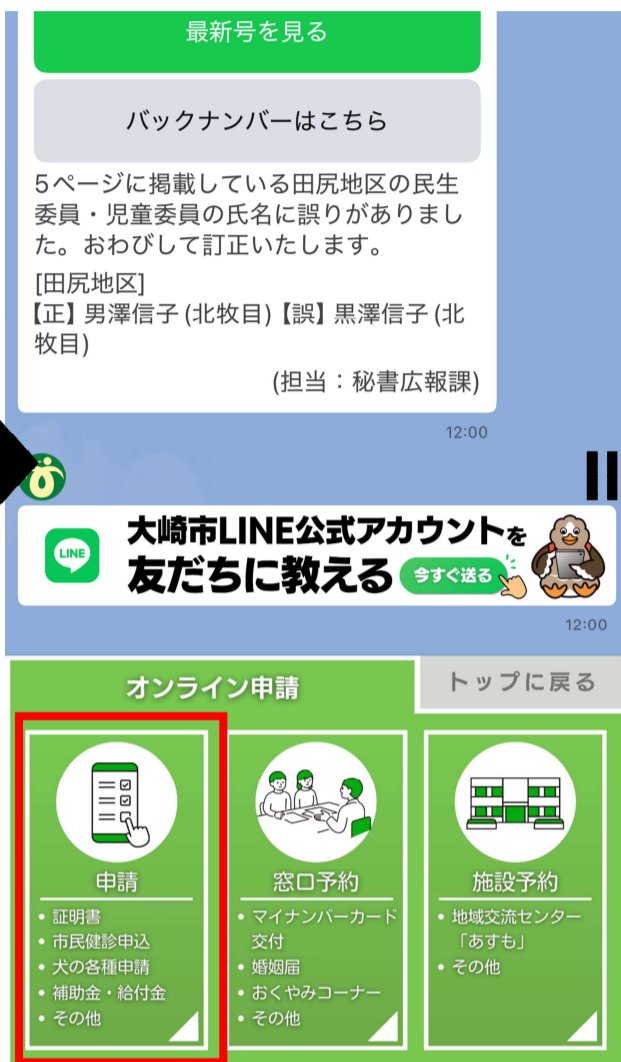 最新号を見る
バックナンバーはこちら
5ページに掲載している田尻地区の民生
委員・児童委員の氏名に誤りがありまし
た。おわびして訂正いたします。
[田尻地区]
【正】男澤信子(北牧目)【誤】黒澤信子(北
牧目)
(担当：秘書広報課)
12:00
LINE
大崎市LINE公式アカウントを
友だちに教える
今すぐ送る
12:00
オンライン申請
トップに戻る
申請
• 証明書
• 市民健診申込
• 犬の各種申請
• 補助金・給付金
• その他
窓口予約
• マイナンバーカード
交付
• 婚姻届
• おくやみコーナー
• その他
施設予約
• 地域交流センター
「あすも」
• その他